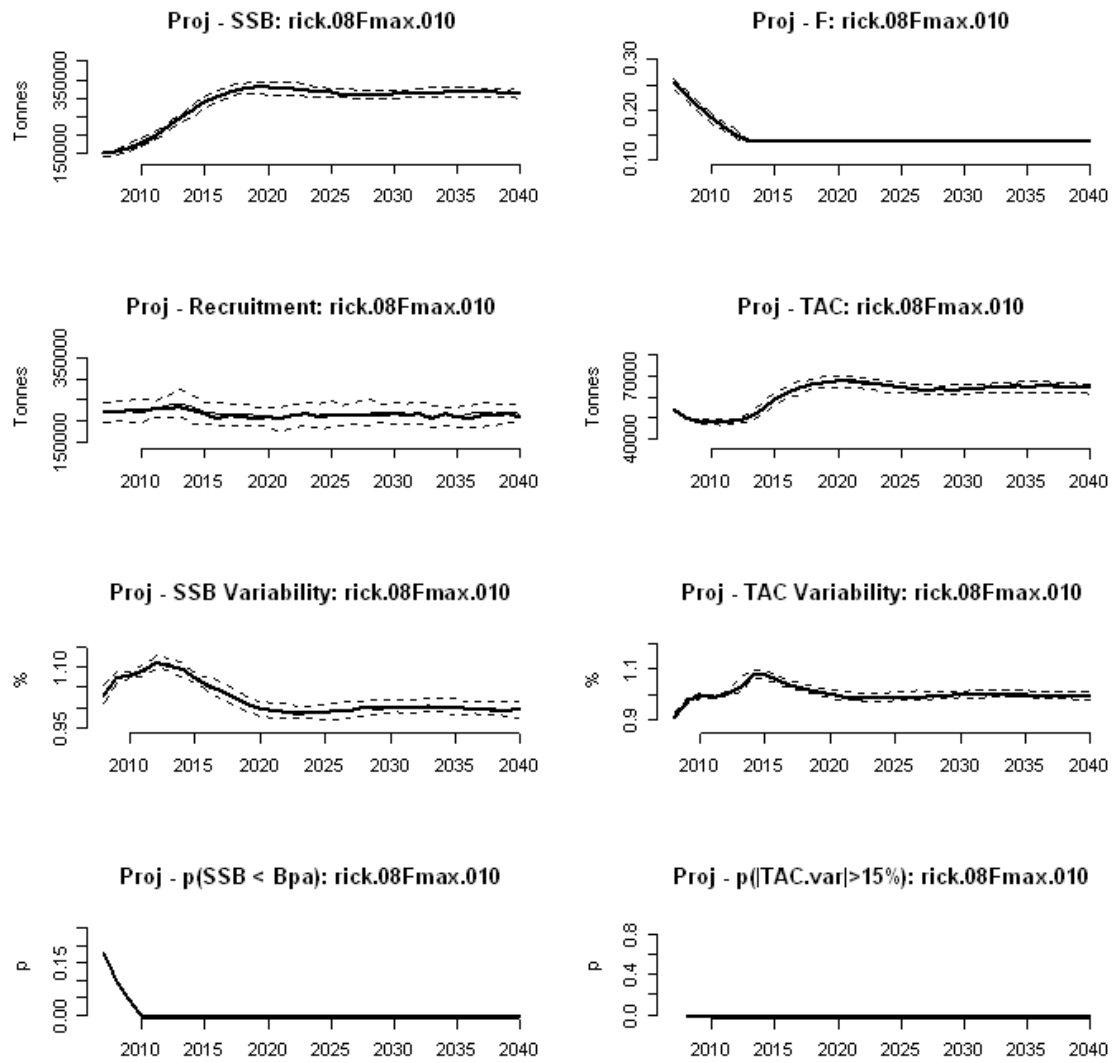 Proj - SSB: rick.08Fmax.010
Tonnes
150000 350000
2010 2015 2020 2025 2030 2035 2040
Proj - F: rick.08Fmax.010
0.10 0.20 0.30
2010 2015 2020 2025 2030 2035 2040
Proj - Recruitment: rick.08Fmax.010
Tonnes
150000 350000
2010 2015 2020 2025 2030 2035 2040
Proj - TAC: rick.08Fmax.010
Tonnes
40000 70000
2010 2015 2020 2025 2030 2035 2040
Proj - SSB Variability: rick.08Fmax.010
%
0.95 1.10
2010 2015 2020 2025 2030 2035 2040
Proj - TAC Variability: rick.08Fmax.010
%
0.9 1.1
2010 2015 2020 2025 2030 2035 2040
Proj - p(SSB < Bpa): rick.08Fmax.010
p
0.00 0.15
2010 2015 2020 2025 2030 2035 2040
Proj - p(|TAC.var|>15%): rick.08Fmax.010
p
0.0 0.4 0.8
2010 2015 2020 2025 2030 2035 2040